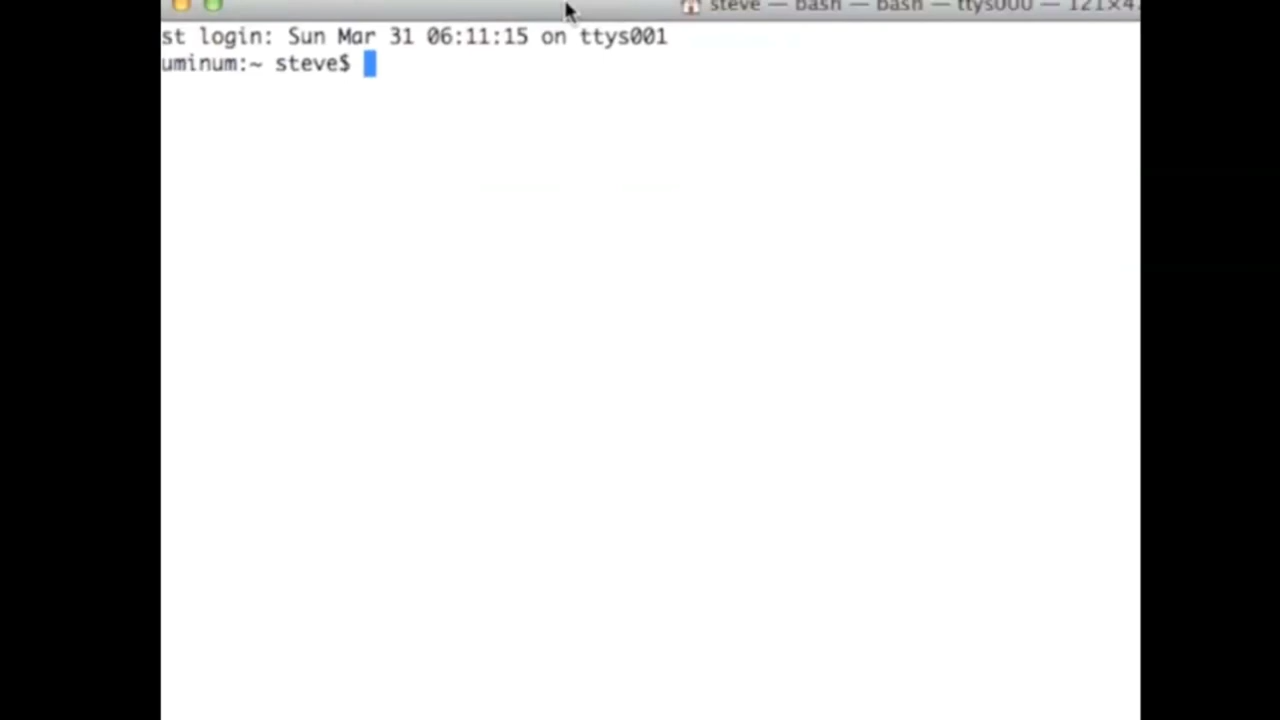 steve — bash — bash — ttys000 — 121×4
st login: Sun Mar 31 06:11:15 on ttys001
uminum:~ steve$